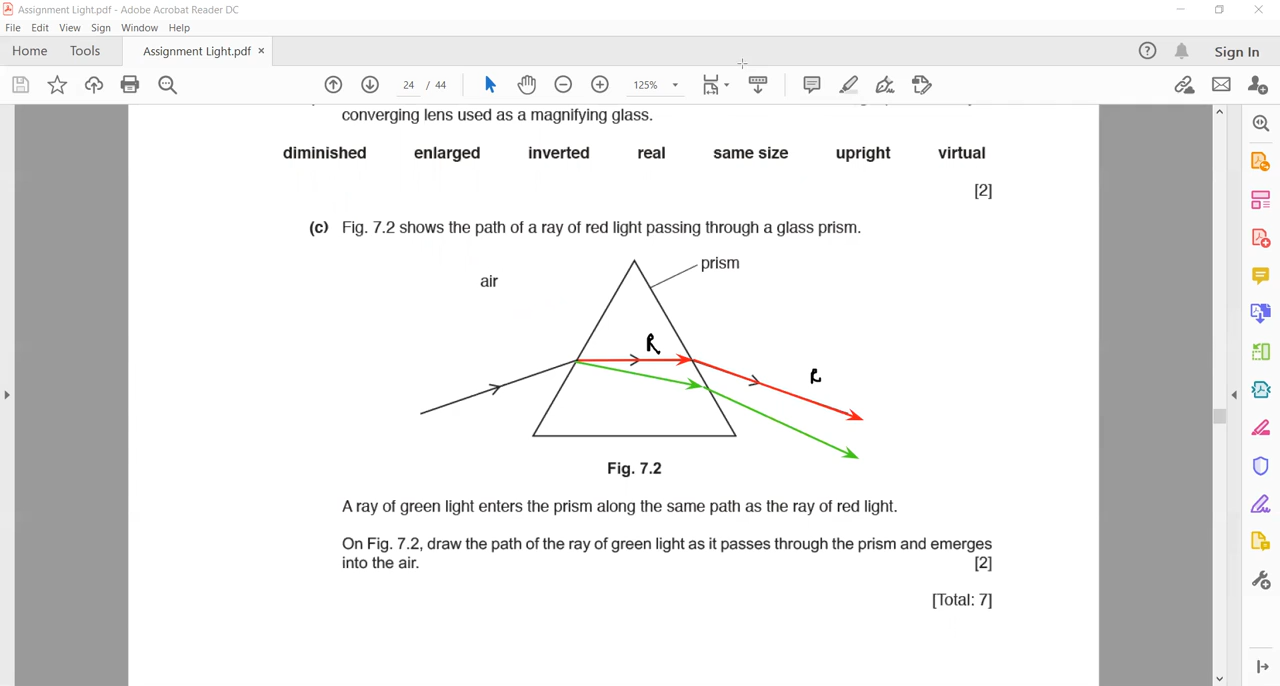 Assignment Light.pdf - Adobe Acrobat Reader DC
File Edit View Sign Window Help
Home Tools Assignment Light.pdf × Sign In
24 / 44 125%
converging lens used as a magnifying glass.
diminished enlarged inverted real same size upright virtual
[2]
(c) Fig. 7.2 shows the path of a ray of red light passing through a glass prism.
prism
air
R
R
Fig. 7.2
A ray of green light enters the prism along the same path as the ray of red light.
On Fig. 7.2, draw the path of the ray of green light as it passes through the prism and emerges
into the air. [2]
[Total: 7]